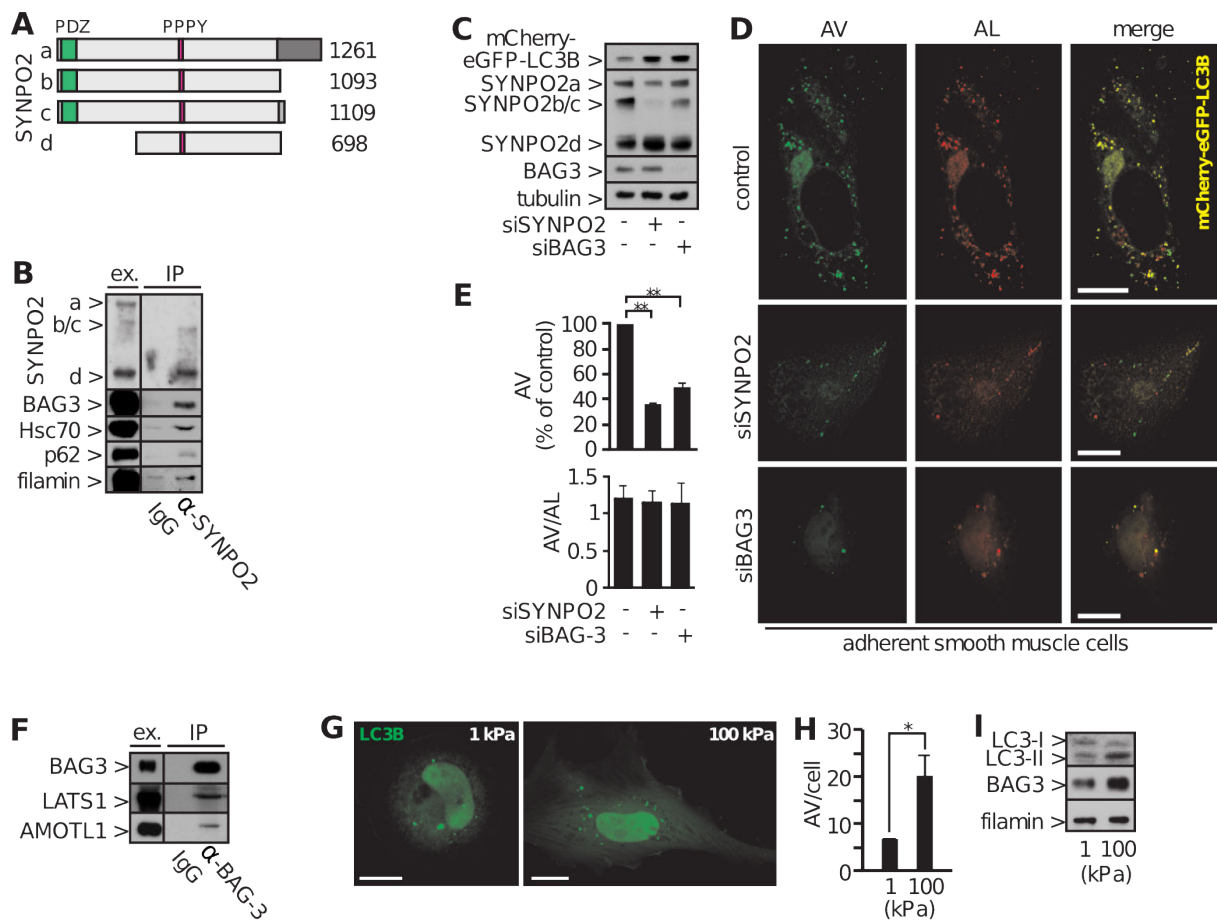 A
PDZ PPPY
SYNPO2
a 1261
b 1093
c 1109
d 698
B
ex. IP
SYNPO2
a >
b/c >
d >
BAG3 >
Hsc70 >
p62 >
filamin >
IgG
α-SYNPO2
C
mCherry-
eGFP-LC3B >
SYNPO2a >
SYNPO2b/c >
SYNPO2d >
BAG3 >
tubulin >
siSYNPO2 - + -
siBAG3 - - +
D
AV AL merge
control
mCherry-eGFP-LC3B
siSYNPO2
siBAG3
adherent smooth muscle cells
E
**
**
AV
(% of control)
100
80
60
40
20
0
AV/AL
1.5
1
0.5
0
siSYNPO2 - + -
siBAG-3 - - +
F
ex. IP
BAG3 >
LATS1 >
AMOTL1 >
IgG
α-BAG-3
G
LC3B 1 kPa 100 kPa
H
*
AV/cell
30
25
20
15
10
5
0
1 100
(kPa)
I
LC3-I >
LC3-II >
BAG3 >
filamin >
1 100
(kPa)